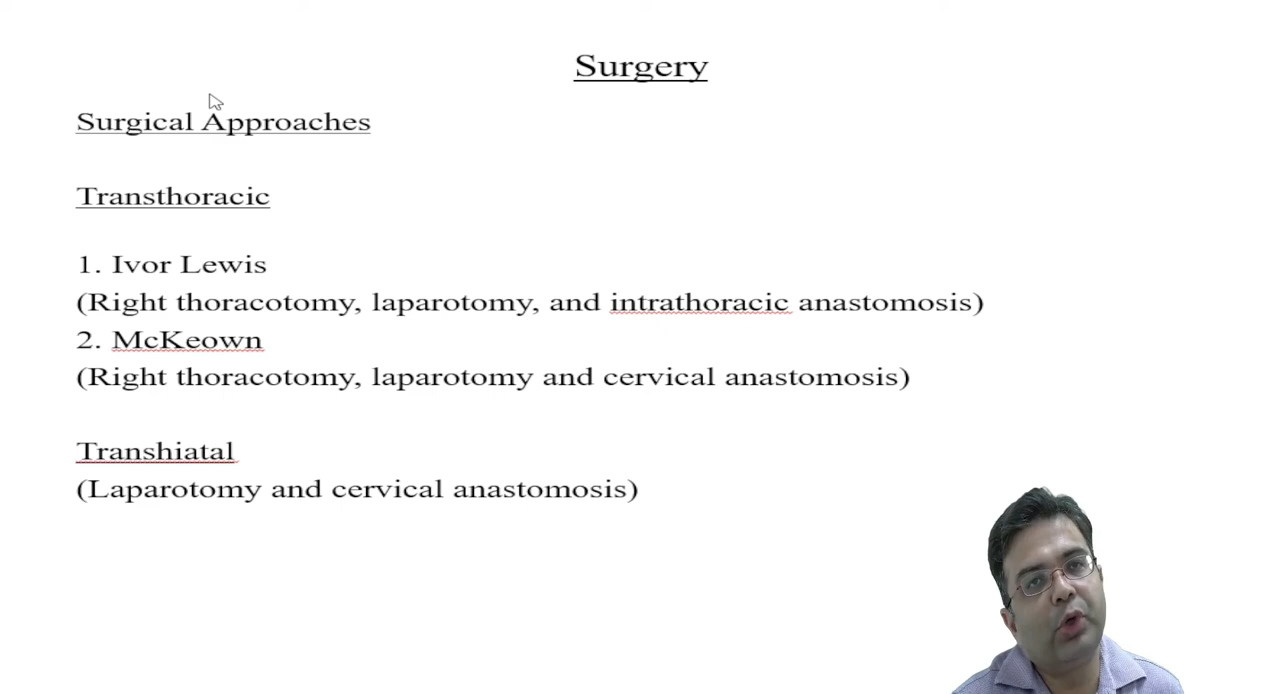 Surgery
Surgical Approaches
Transthoracic
1. Ivor Lewis
(Right thoracotomy, laparotomy, and intrathoracic anastomosis)
2. McKeown
(Right thoracotomy, laparotomy and cervical anastomosis)
Transhiatal
(Laparotomy and cervical anastomosis)